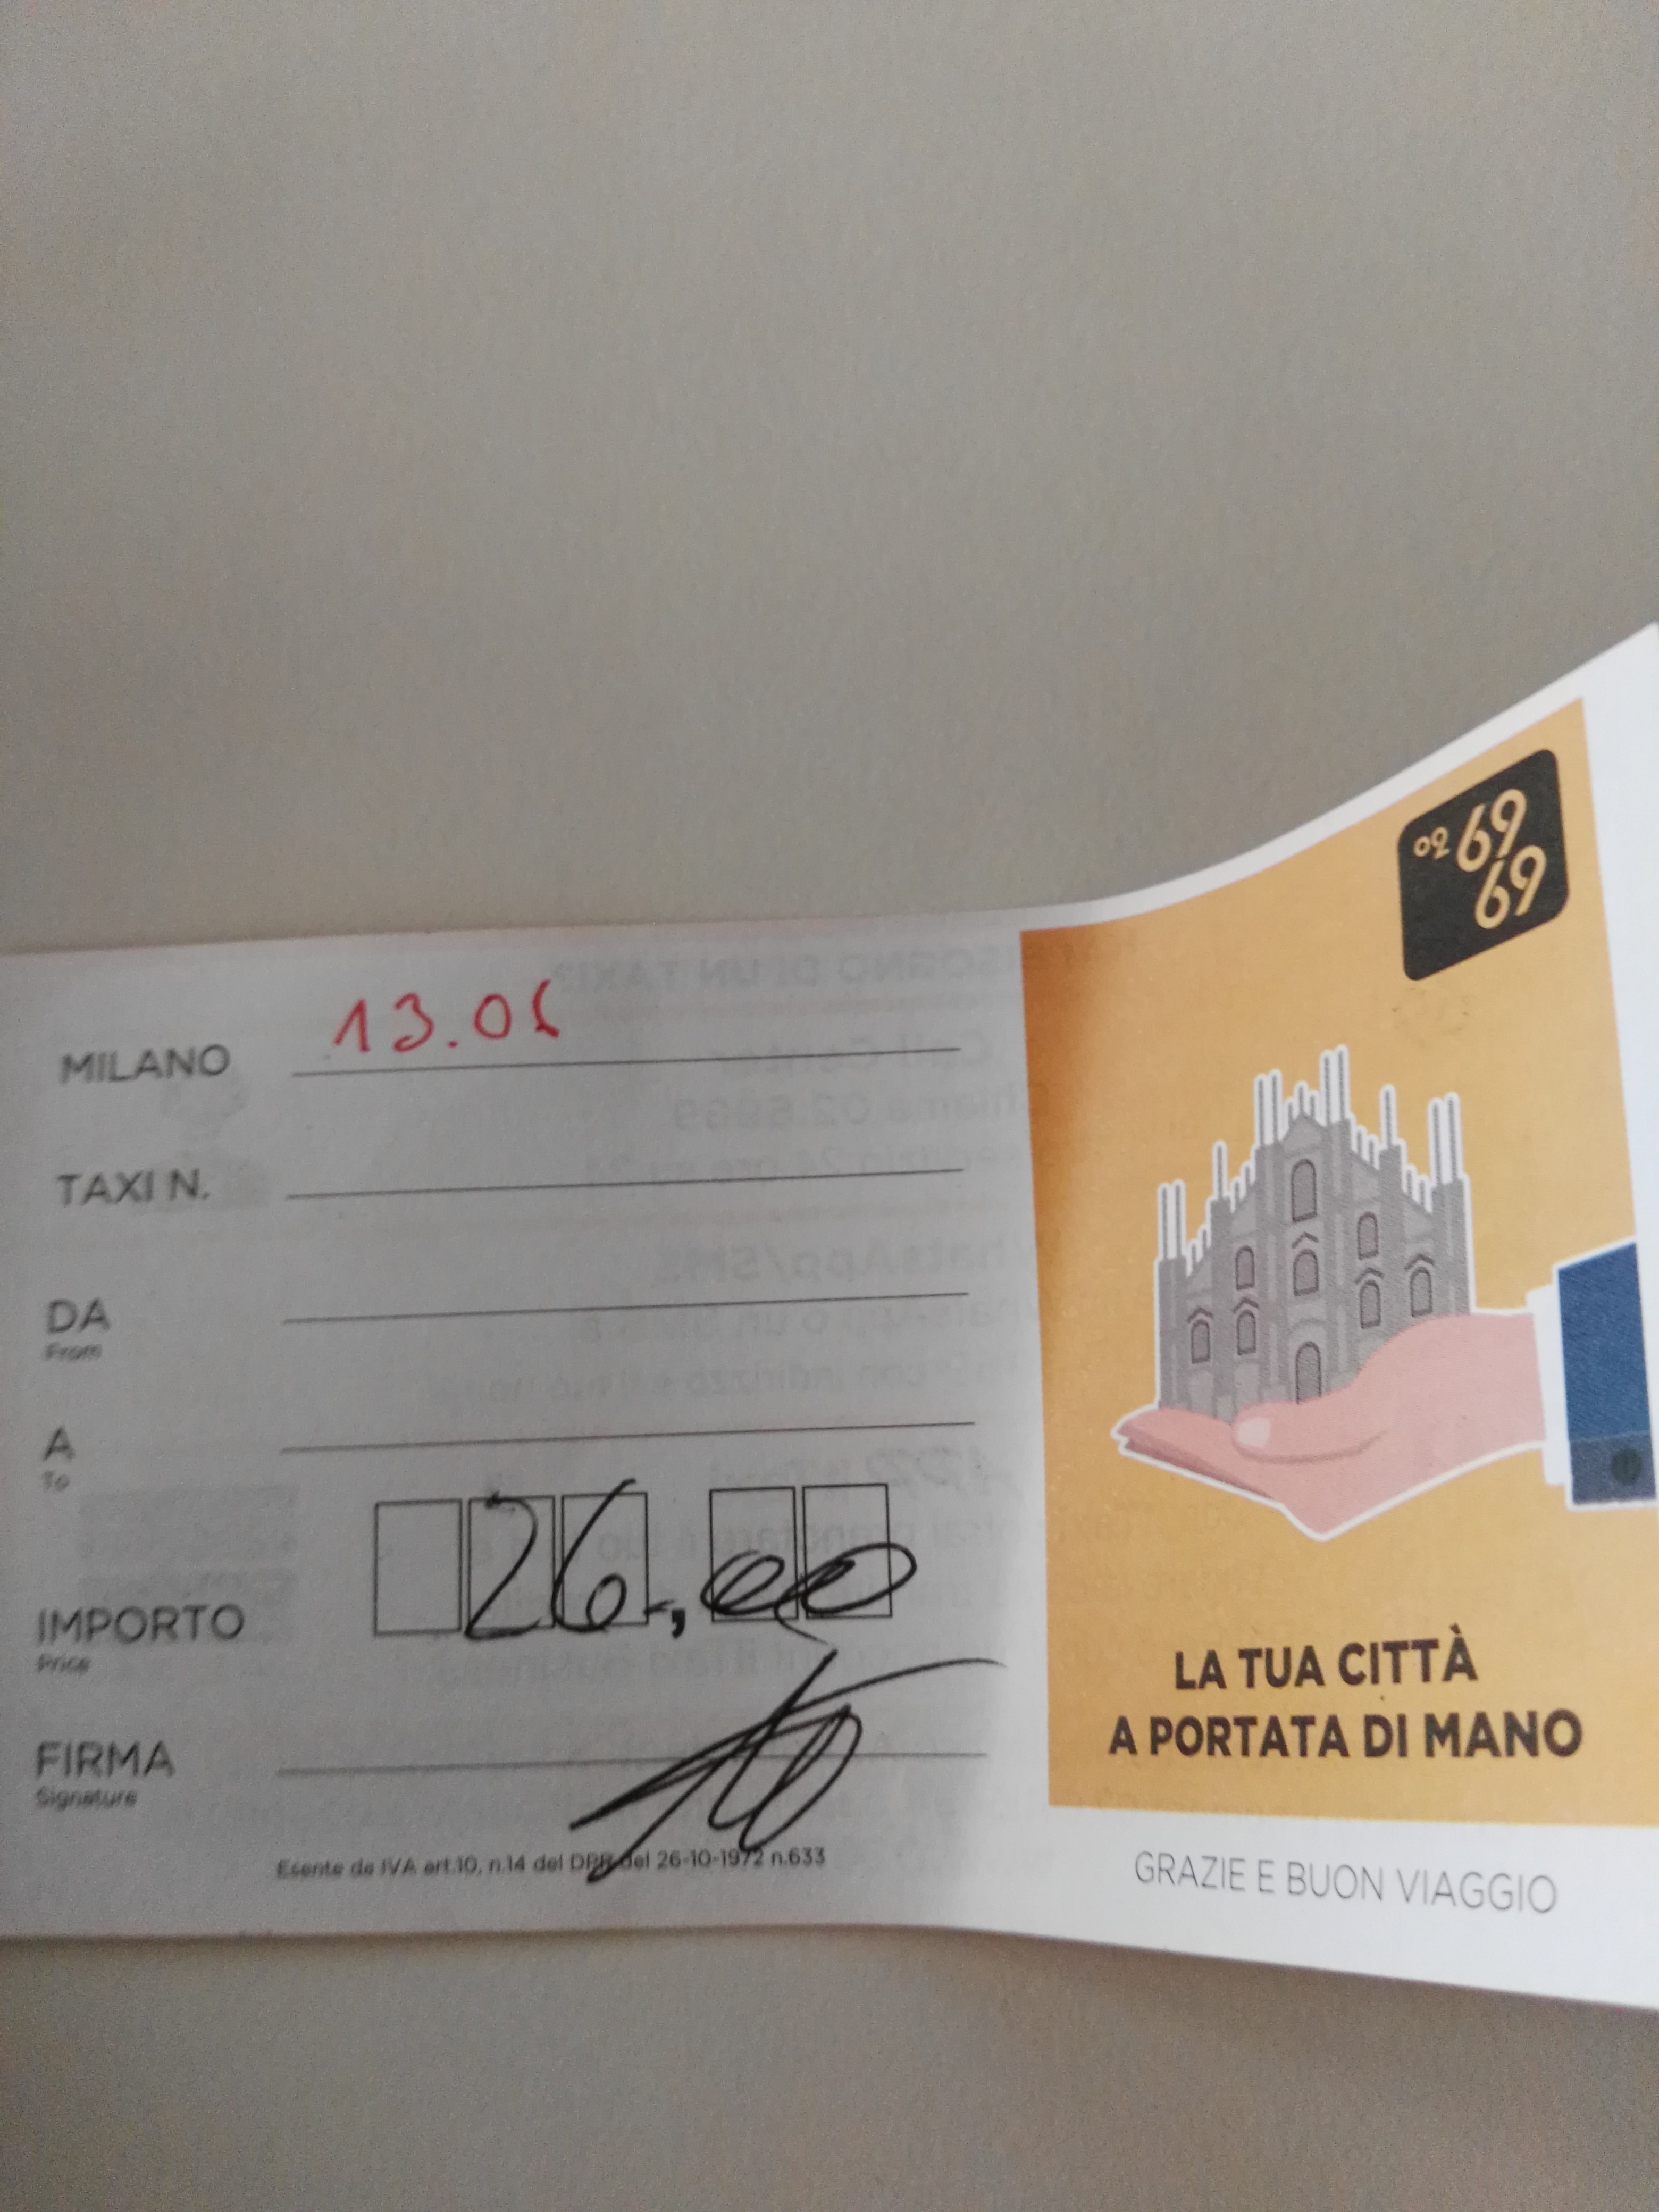 MILANO 13.06
TAXI N.
DA
From
A
To
IMPORTO 26,00
Price
FIRMA
Signature
Esente da IVA art.10, n.14 del DPR del 26-10-1972 n.633
02 69
69
LA TUA CITTÀ
A PORTATA DI MANO
GRAZIE E BUON VIAGGIO